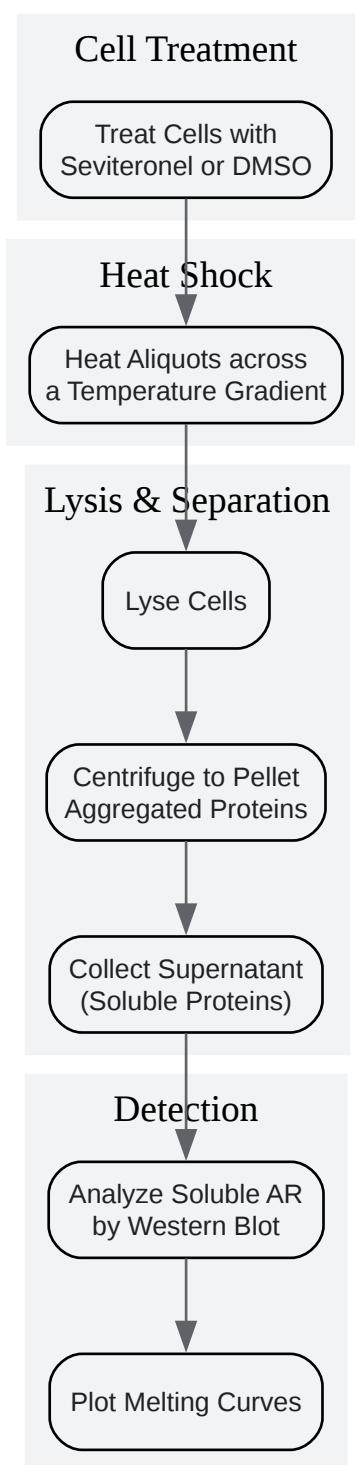 Cell Treatment
Treat Cells with
Seviteronel or DMSO
Heat Shock
Heat Aliquots across
a Temperature Gradient
Lysis & Separation
Lyse Cells
Centrifuge to Pellet
Aggregated Proteins
Collect Supernatant
(Soluble Proteins)
Detection
Analyze Soluble AR
by Western Blot
Plot Melting Curves